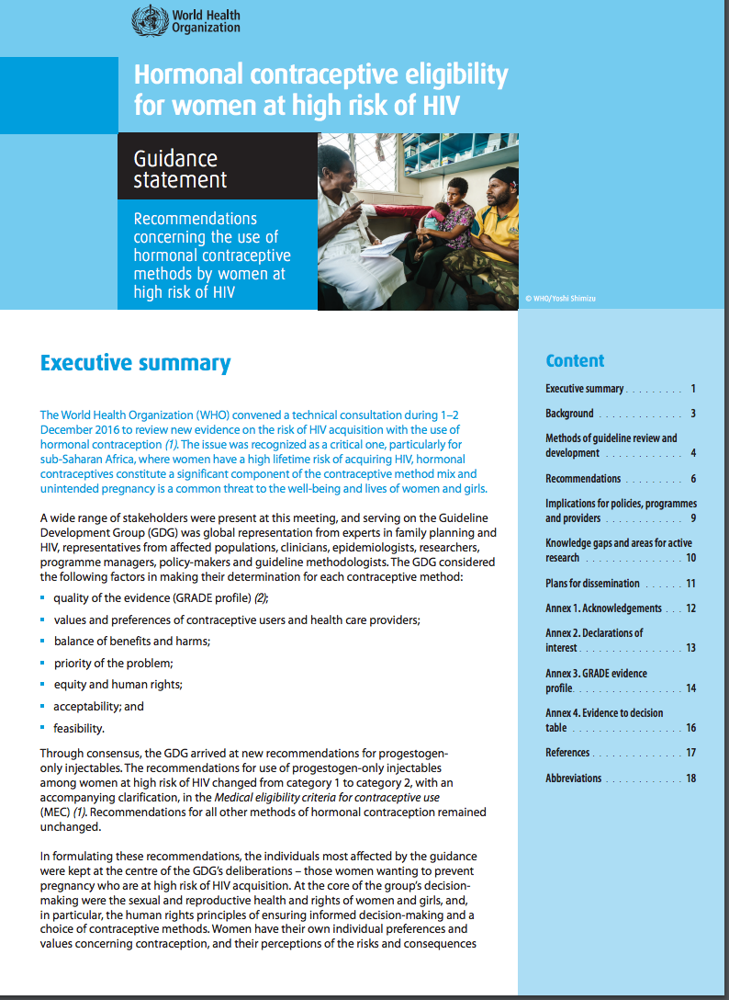 World Health
Organization
Hormonal contraceptive eligibility
for women at high risk of HIV
Guidance
statement
Recommendations
concerning the use of
hormonal contraceptive
methods by women at
high risk of HIV
© WHO/Yoshi Shimizu
Executive summary
The World Health Organization (WHO) convened a technical consultation during 1–2
December 2016 to review new evidence on the risk of HIV acquisition with the use of
hormonal contraception (1). The issue was recognized as a critical one, particularly for
sub-Saharan Africa, where women have a high lifetime risk of acquiring HIV, hormonal
contraceptives constitute a significant component of the contraceptive method mix and
unintended pregnancy is a common threat to the well-being and lives of women and girls.
A wide range of stakeholders were present at this meeting, and serving on the Guideline
Development Group (GDG) was global representation from experts in family planning and
HIV, representatives from affected populations, clinicians, epidemiologists, researchers,
programme managers, policy-makers and guideline methodologists. The GDG considered
the following factors in making their determination for each contraceptive method:
▪ quality of the evidence (GRADE profile) (2);
▪ values and preferences of contraceptive users and health care providers;
▪ balance of benefits and harms;
▪ priority of the problem;
▪ equity and human rights;
▪ acceptability; and
▪ feasibility.
Through consensus, the GDG arrived at new recommendations for progestogen-
only injectables. The recommendations for use of progestogen-only injectables
among women at high risk of HIV changed from category 1 to category 2, with an
accompanying clarification, in the Medical eligibility criteria for contraceptive use
(MEC) (1). Recommendations for all other methods of hormonal contraception remained
unchanged.
In formulating these recommendations, the individuals most affected by the guidance
were kept at the centre of the GDG's deliberations – those women wanting to prevent
pregnancy who are at high risk of HIV acquisition. At the core of the group's decision-
making were the sexual and reproductive health and rights of women and girls, and,
in particular, the human rights principles of ensuring informed decision-making and a
choice of contraceptive methods. Women have their own individual preferences and
values concerning contraception, and their perceptions of the risks and consequences
Content
Executive summary . . . . . . . . . 1
Background . . . . . . . . . . . . . 3
Methods of guideline review and
development . . . . . . . . . . . . 4
Recommendations . . . . . . . . . 6
Implications for policies, programmes
and providers . . . . . . . . . . . . 9
Knowledge gaps and areas for active
research . . . . . . . . . . . . . . 10
Plans for dissemination . . . . . . 11
Annex 1. Acknowledgements . . . 12
Annex 2. Declarations of
interest . . . . . . . . . . . . . . . 13
Annex 3. GRADE evidence
profile. . . . . . . . . . . . . . . . 14
Annex 4. Evidence to decision
table . . . . . . . . . . . . . . . . 16
References . . . . . . . . . . . . . 17
Abbreviations . . . . . . . . . . . 18